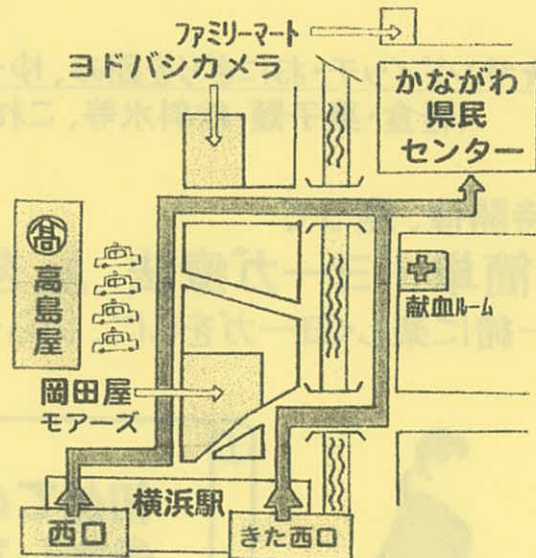 ファミリーマート
ヨドバシカメラ
かながわ
県民
センター
髙
高島屋
献血ルーム
岡田屋
モアーズ
横浜駅
西口
きた西口